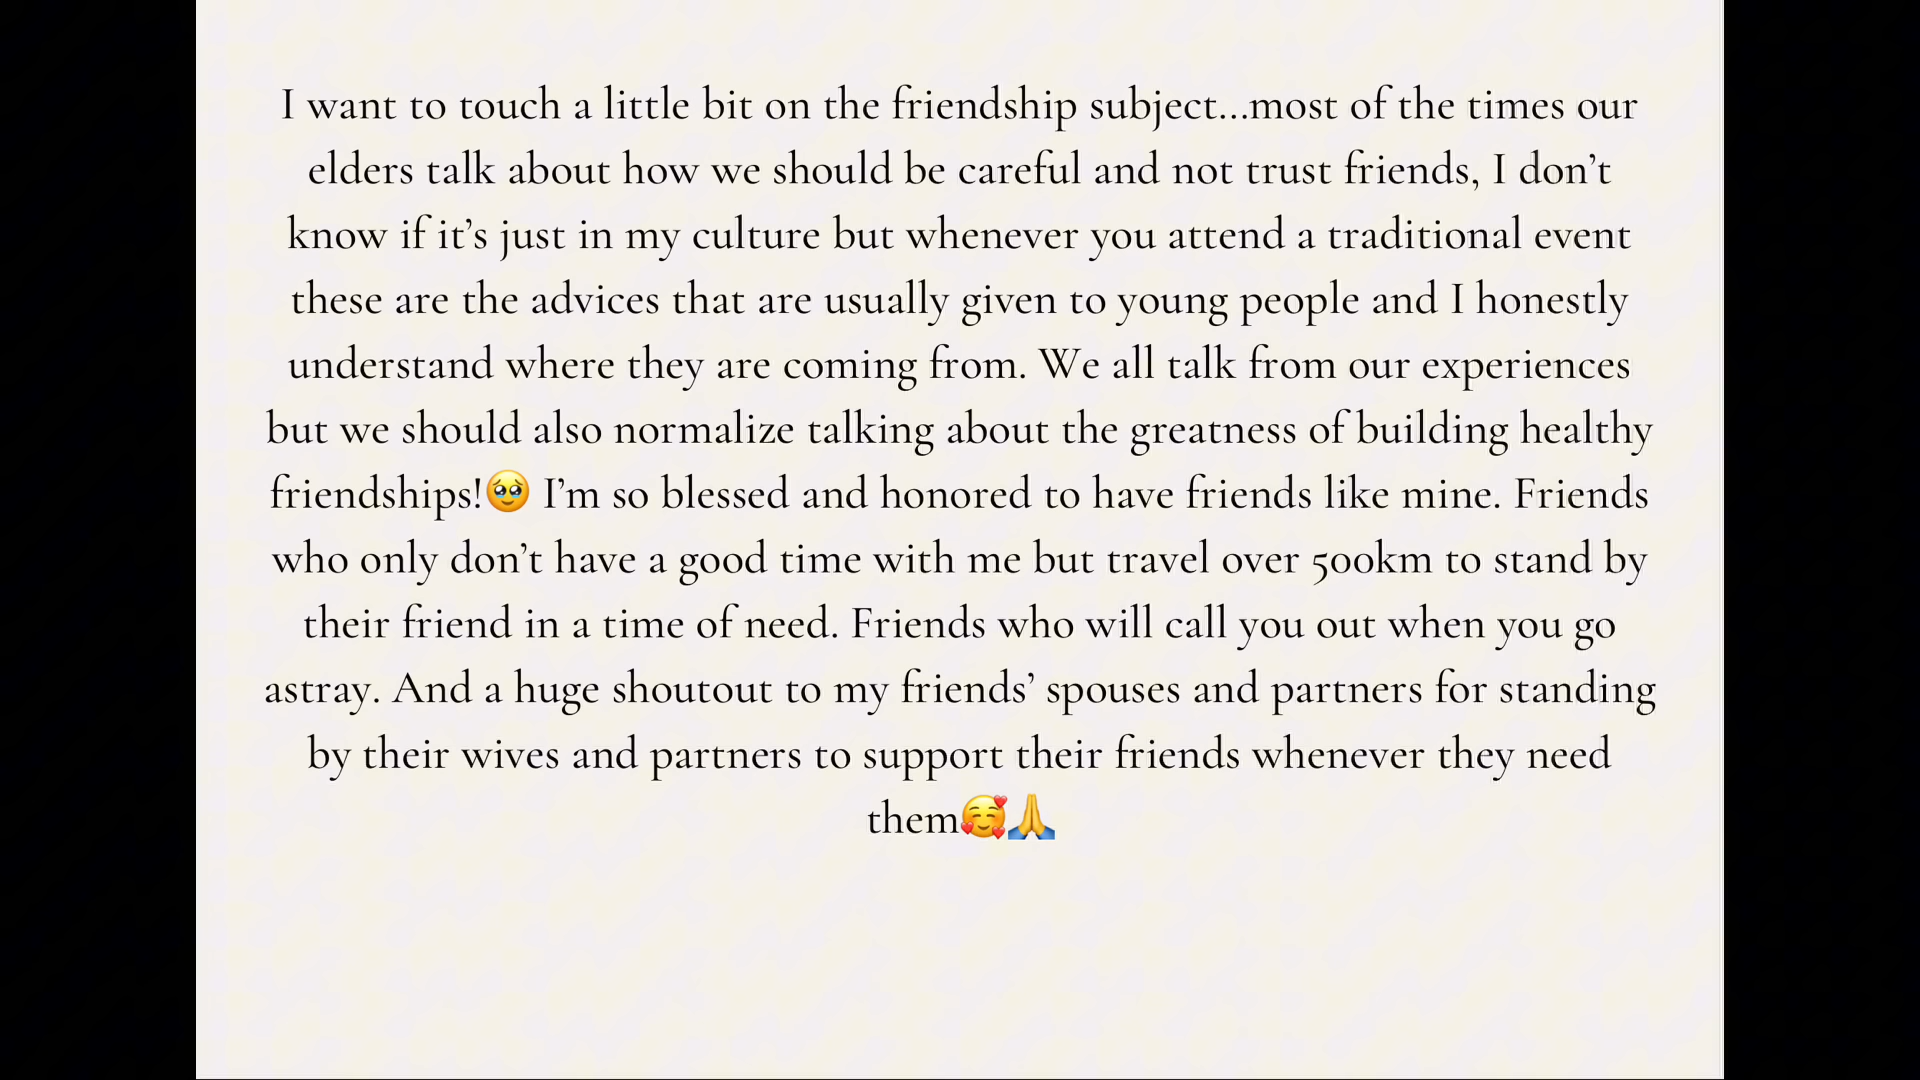 I want to touch a little bit on the friendship subject...most of the times our
elders talk about how we should be careful and not trust friends, I don’t
know if it’s just in my culture but whenever you attend a traditional event
these are the advices that are usually given to young people and I honestly
understand where they are coming from. We all talk from our experiences
but we should also normalize talking about the greatness of building healthy
friendships!🥹 I’m so blessed and honored to have friends like mine. Friends
who only don’t have a good time with me but travel over 500km to stand by
their friend in a time of need. Friends who will call you out when you go
astray. And a huge shoutout to my friends’ spouses and partners for standing
by their wives and partners to support their friends whenever they need
them🥰🙏